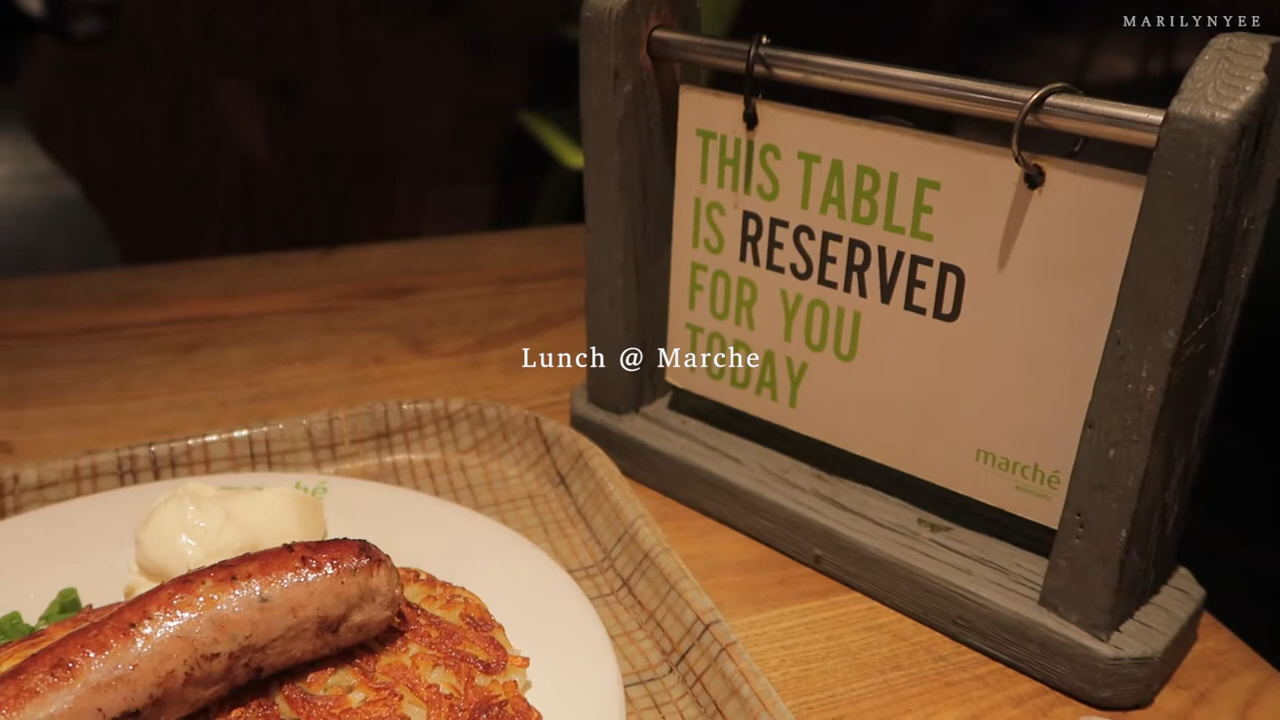 MARILYNYEE
THIS TABLE
IS RESERVED
FOR YOU
TODAY
Lunch @ Marche
marché